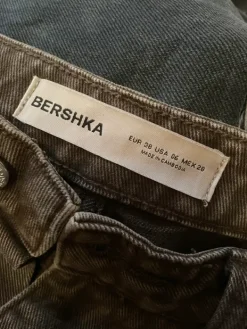 BERSHKA
EUR 38 USA 06 MEX 28
MADE IN CAMBODIA